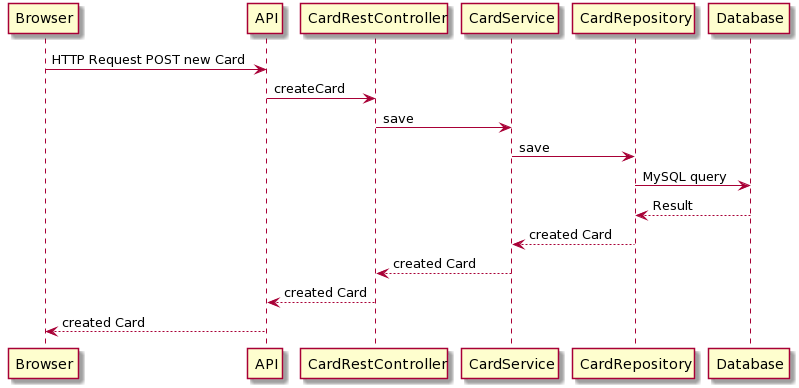 Browser API CardRestController CardService CardRepository Database
HTTP Request POST new Card
createCard
save
save
MySQL query
Result
created Card
created Card
created Card
created Card
Browser API CardRestController CardService CardRepository Database